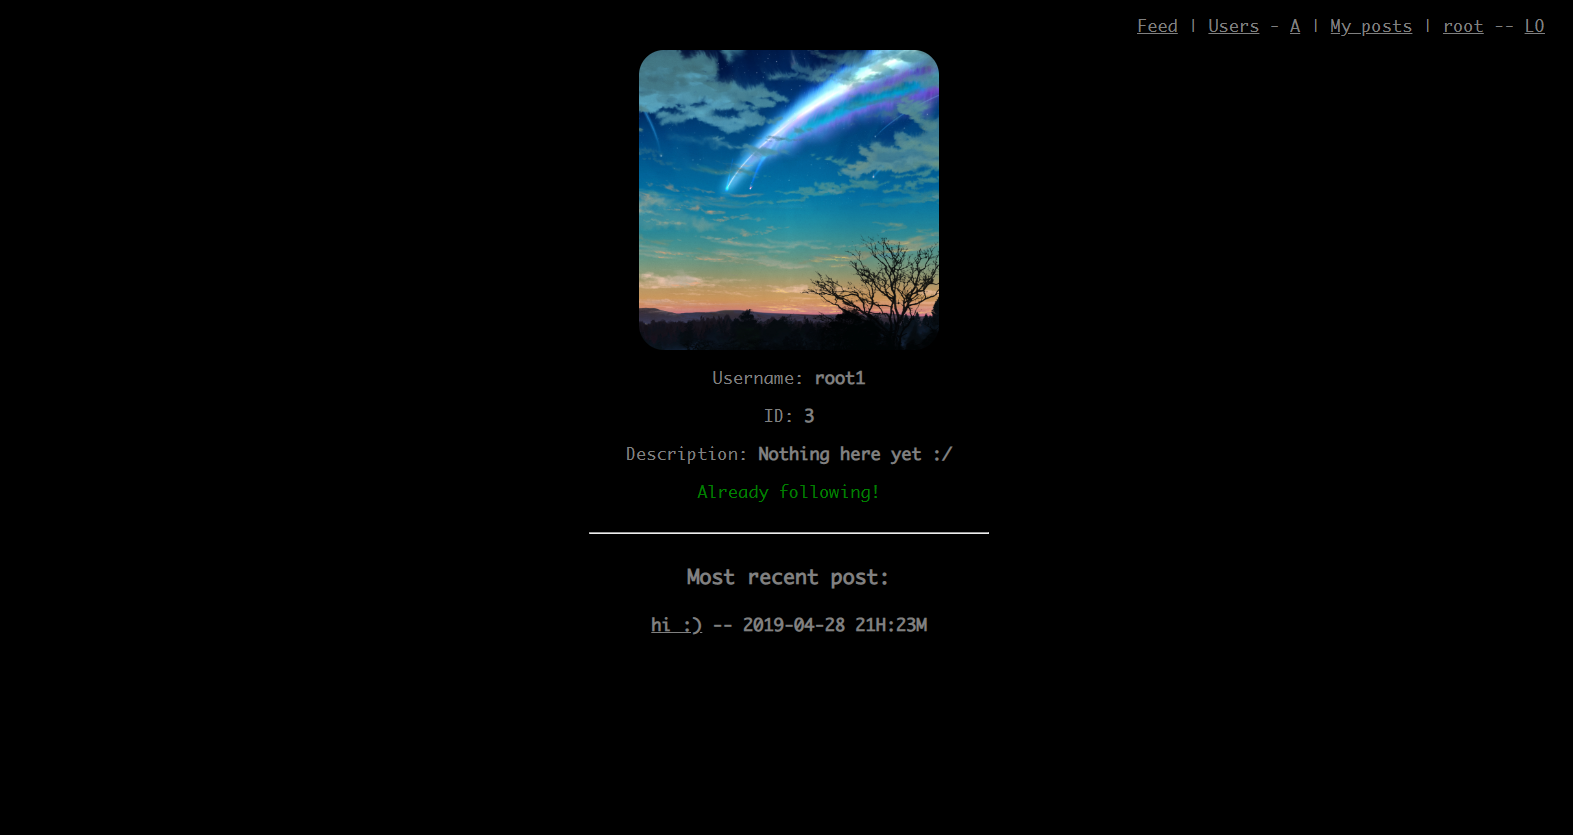 Feed | Users - A | My posts | root -- LO
Username: root1
ID: 3
Description: Nothing here yet :/
Already following!
Most recent post:
hi :) -- 2019-04-28 21H:23M